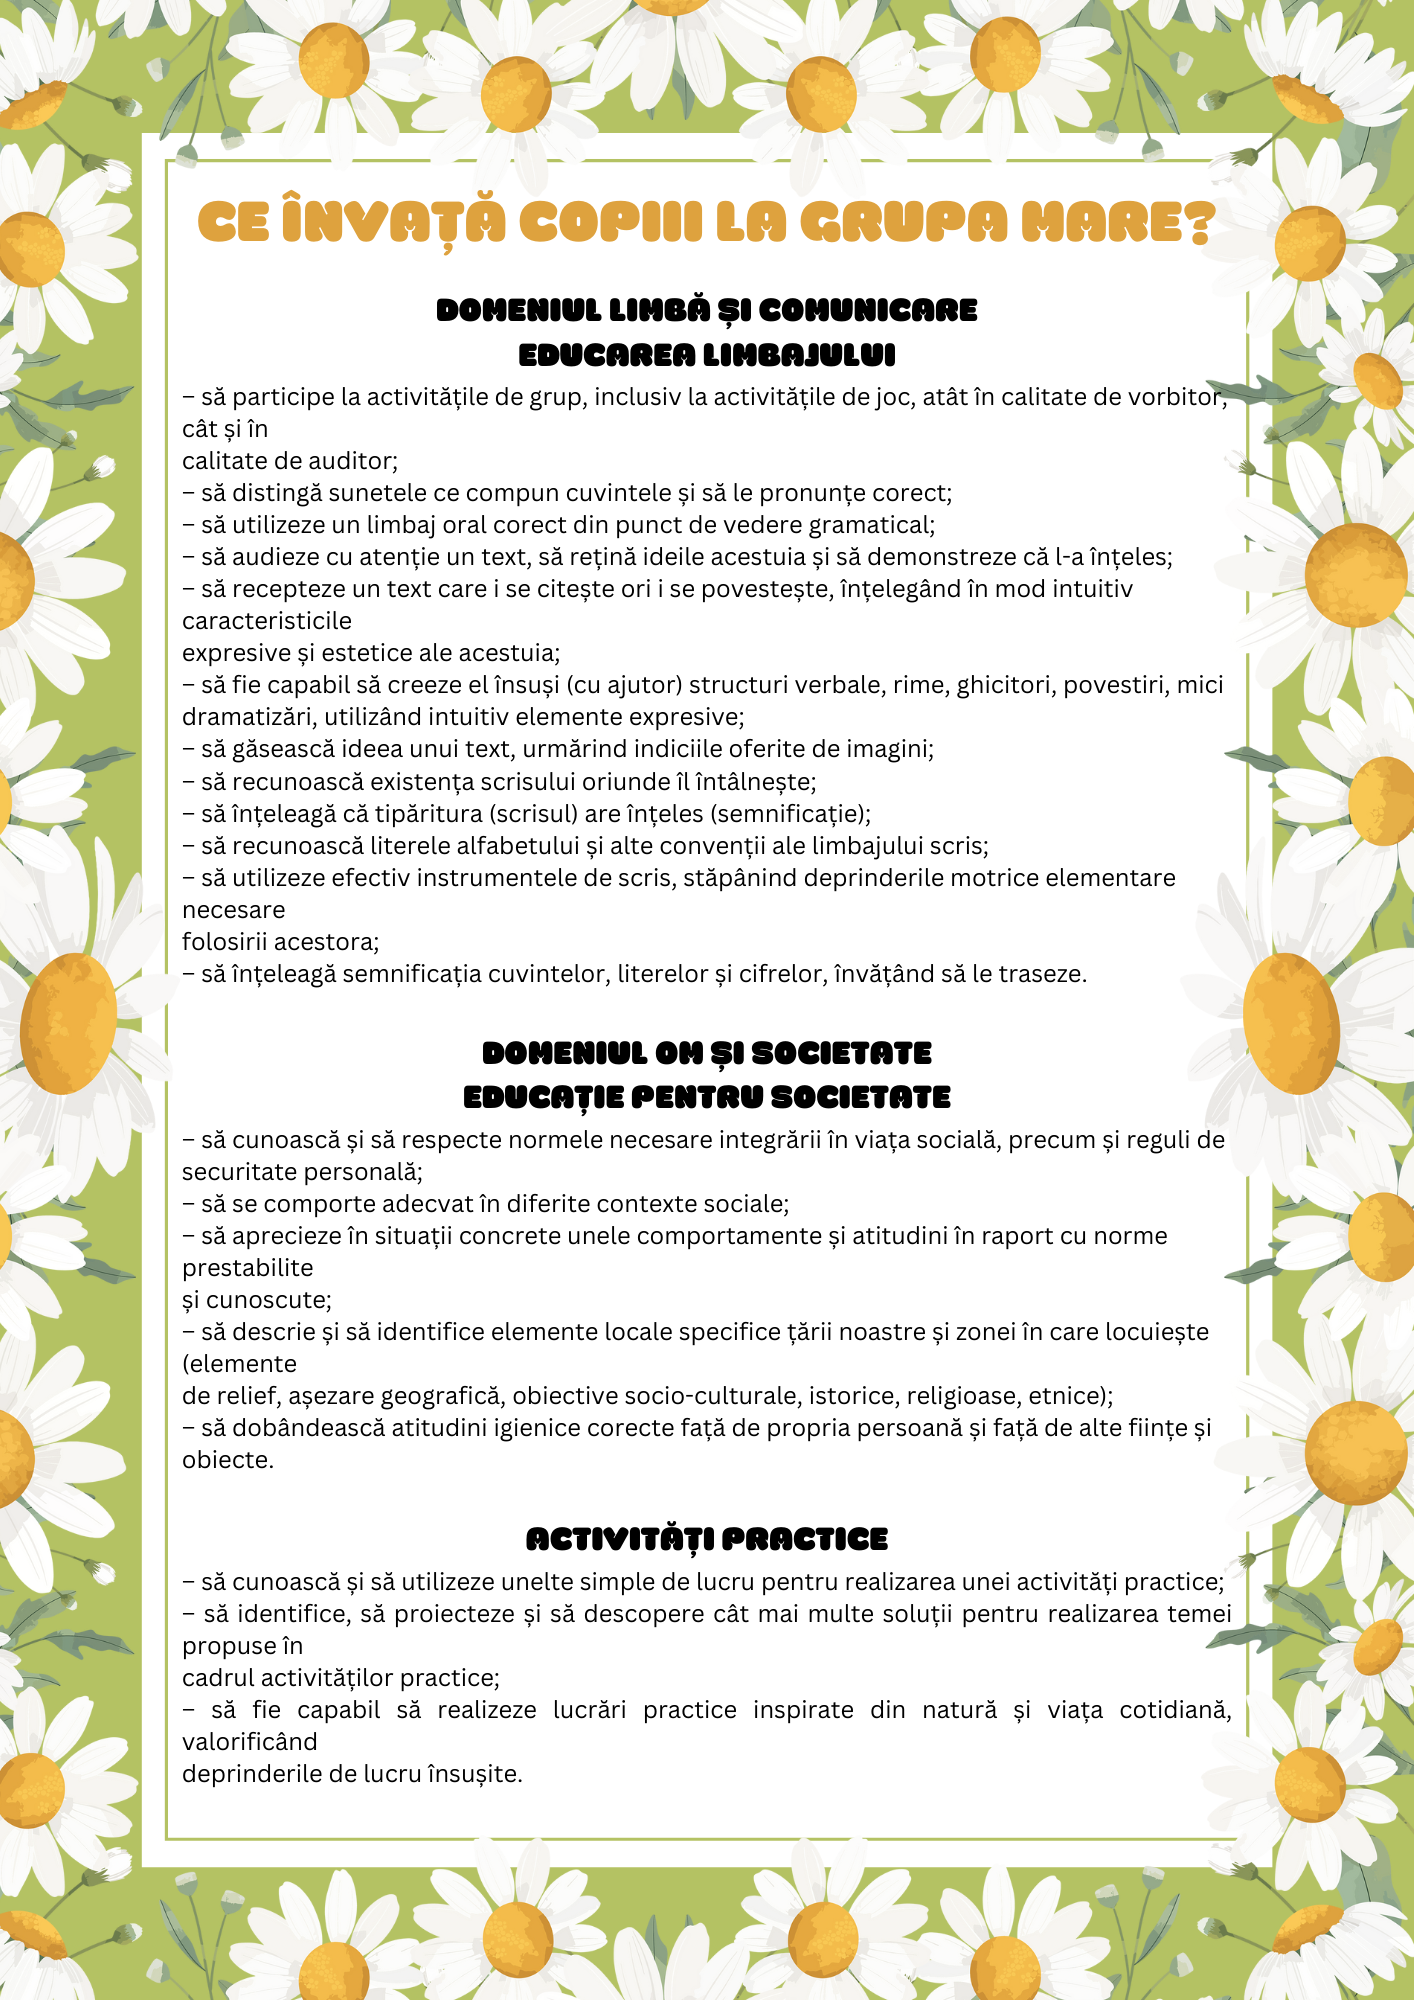 CE ÎNVAȚĂ COPIII LA GRUPA MARE?
DOMENIUL LIMBĂ ȘI COMUNICARE
EDUCAREA LIMBAJULUI
– să participe la activitățile de grup, inclusiv la activitățile de joc, atât în calitate de vorbitor,
cât și în
calitate de auditor;
– să distingă sunetele ce compun cuvintele și să le pronunțe corect;
– să utilizeze un limbaj oral corect din punct de vedere gramatical;
– să audieze cu atenție un text, să rețină ideile acestuia și să demonstreze că l-a înțeles;
– să recepteze un text care i se citește ori i se povestește, înțelegând în mod intuitiv
caracteristicile
expresive și estetice ale acestuia;
– să fie capabil să creeze el însuși (cu ajutor) structuri verbale, rime, ghicitori, povestiri, mici
dramatizări, utilizând intuitiv elemente expresive;
– să găsească ideea unui text, urmărind indiciile oferite de imagini;
– să recunoască existența scrisului oriunde îl întâlnește;
– să înțeleagă că tipăritura (scrisul) are înțeles (semnificație);
– să recunoască literele alfabetului și alte convenții ale limbajului scris;
– să utilizeze efectiv instrumentele de scris, stăpânind deprinderile motrice elementare
necesare
folosirii acestora;
– să înțeleagă semnificația cuvintelor, literelor și cifrelor, învățând să le traseze.
DOMENIUL OM ȘI SOCIETATE
EDUCAȚIE PENTRU SOCIETATE
– să cunoască și să respecte normele necesare integrării în viața socială, precum și reguli de
securitate personală;
– să se comporte adecvat în diferite contexte sociale;
– să aprecieze în situații concrete unele comportamente și atitudini în raport cu norme
prestabilite
și cunoscute;
– să descrie și să identifice elemente locale specifice țării noastre și zonei în care locuiește
(elemente
de relief, așezare geografică, obiective socio-culturale, istorice, religioase, etnice);
– să dobândească atitudini igienice corecte față de propria persoană și față de alte ființe și
obiecte.
ACTIVITĂȚI PRACTICE
– să cunoască și să utilizeze unelte simple de lucru pentru realizarea unei activități practice;
– să identifice, să proiecteze și să descopere cât mai multe soluții pentru realizarea temei
propuse în
cadrul activităților practice;
– să fie capabil să realizeze lucrări practice inspirate din natură și viața cotidiană,
valorificând
deprinderile de lucru însușite.